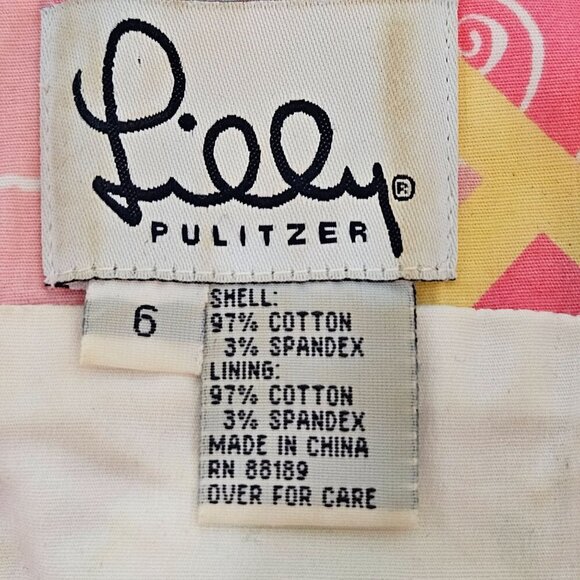 Lilly®
PULITZER
6
SHELL:
97% COTTON
3% SPANDEX
LINING:
97% COTTON
3% SPANDEX
MADE IN CHINA
RN 88189
OVER FOR CARE